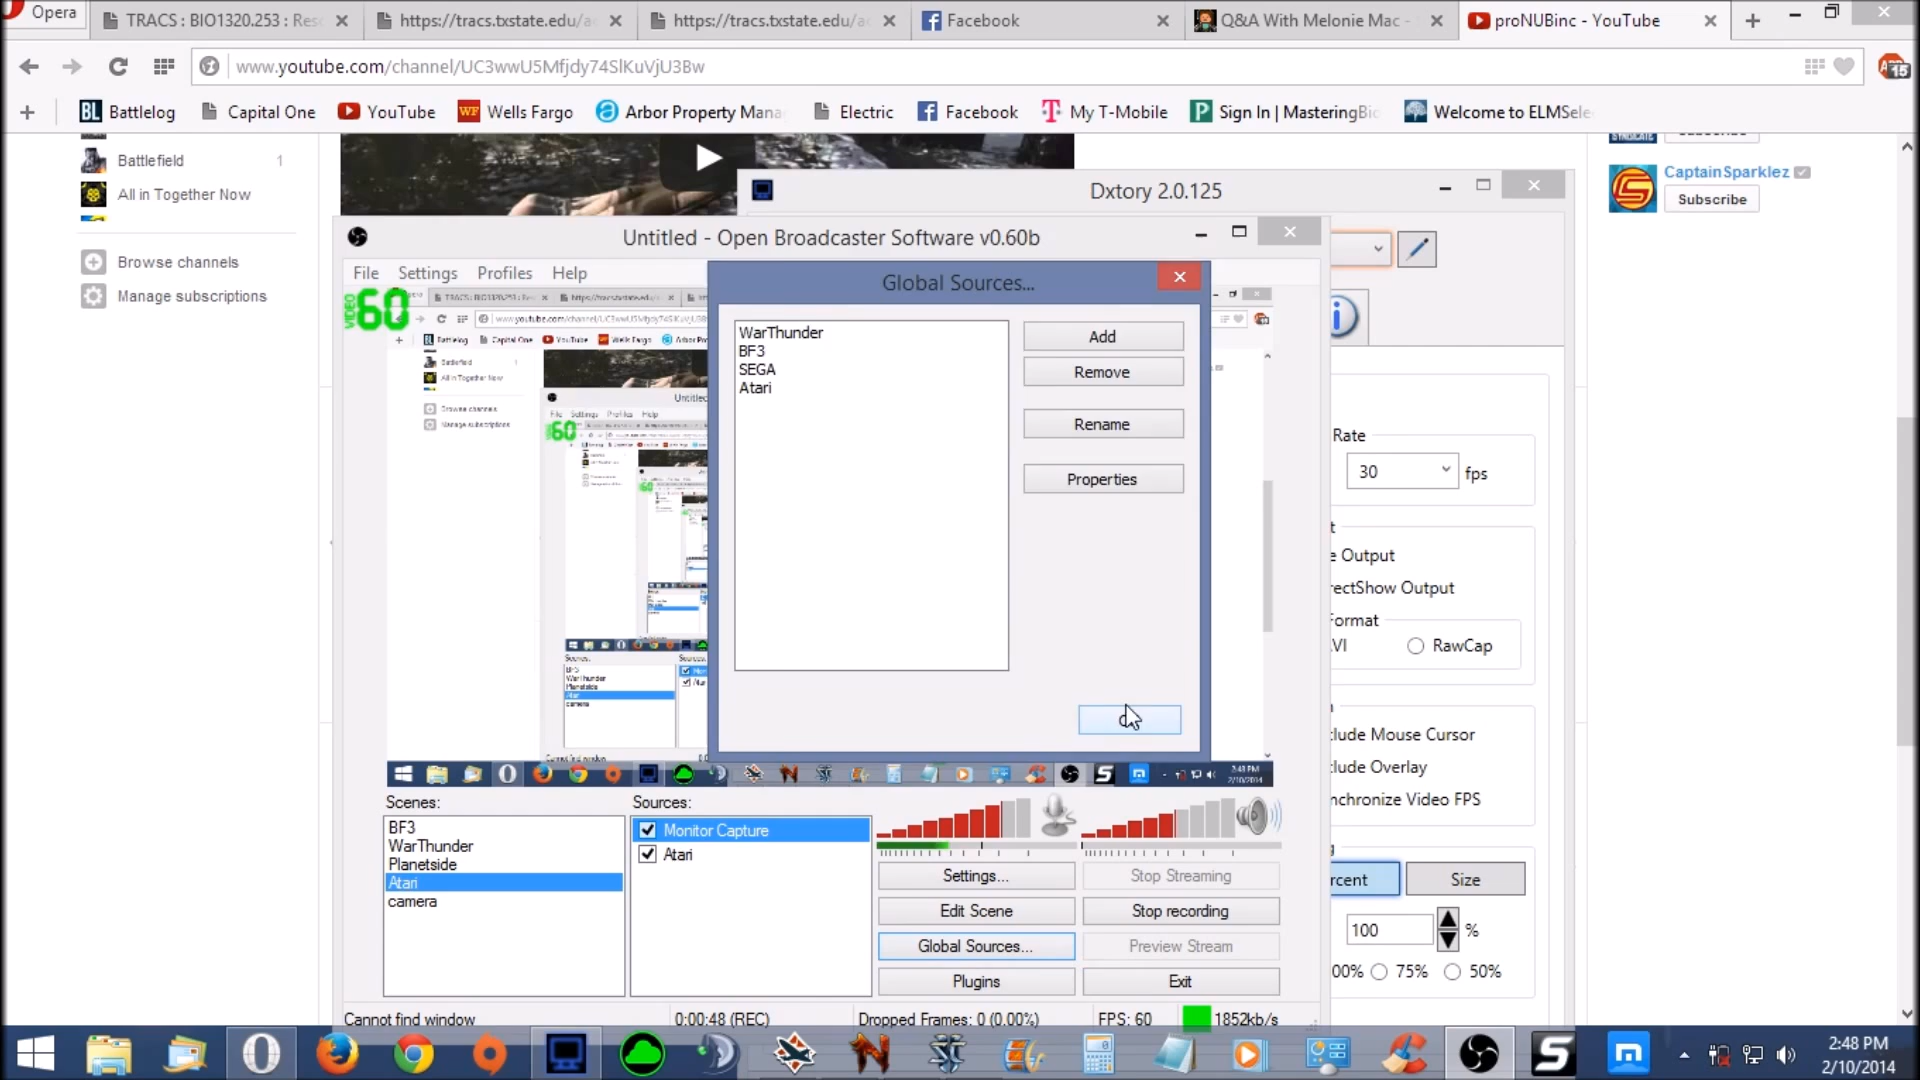 Opera
TRACS : BIO1320.253 : Res
https://tracs.txstate.edu/a
https://tracs.txstate.edu/a
Facebook
Q&A With Melonie Mac -
proNUBinc - YouTube
www.youtube.com/channel/UC3wwU5Mfjdy74SlKuVjU3Bw
15
Battlelog
Capital One
YouTube
Wells Fargo
Arbor Property Mana
Electric
Facebook
My T-Mobile
Sign In | MasteringBi
Welcome to ELMSele
Battlefield 1
All in Together Now
Browse channels
Manage subscriptions
CaptainSparklez
Subscribe
Dxtory 2.0.125
Untitled - Open Broadcaster Software v0.60b
File Settings Profiles Help
VIDEO 60
Global Sources...
WarThunder
BF3
SEGA
Atari
Add
Remove
Rename
Properties
Rate
30 fps
Output
rectShow Output
Format
RawCap
lude Mouse Cursor
lude Overlay
nchronize Video FPS
rcent
Size
100 %
00% 75% 50%
Scenes:
BF3
WarThunder
Planetside
Atari
camera
Sources:
Monitor Capture
Atari
Settings...
Stop Streaming
Edit Scene
Stop recording
Global Sources...
Preview Stream
Plugins
Exit
Cannot find window
0:00:48 (REC)
Dropped Frames: 0 (0.00%)
FPS: 60
1852kb/s
2:48 PM
2/10/2014